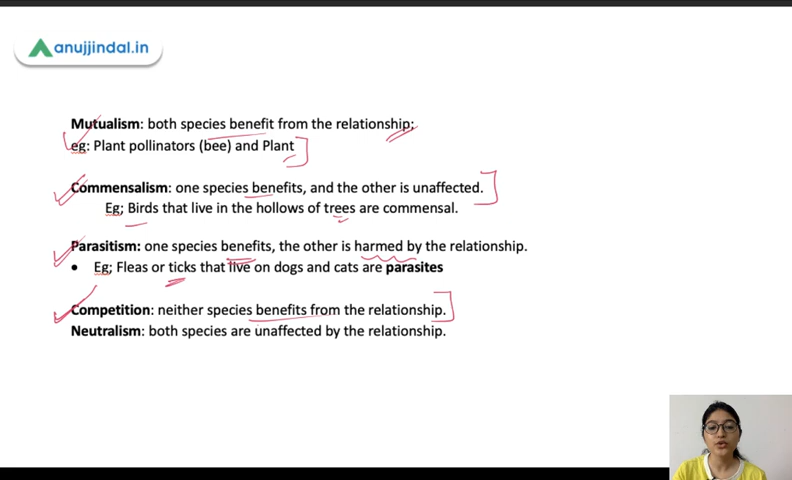 anujjindal.in
Mutualism: both species benefit from the relationship;
eg: Plant pollinators (bee) and Plant
Commensalism: one species benefits, and the other is unaffected.
Eg; Birds that live in the hollows of trees are commensal.
Parasitism: one species benefits, the other is harmed by the relationship.
• Eg; Fleas or ticks that live on dogs and cats are parasites
Competition: neither species benefits from the relationship.
Neutralism: both species are unaffected by the relationship.